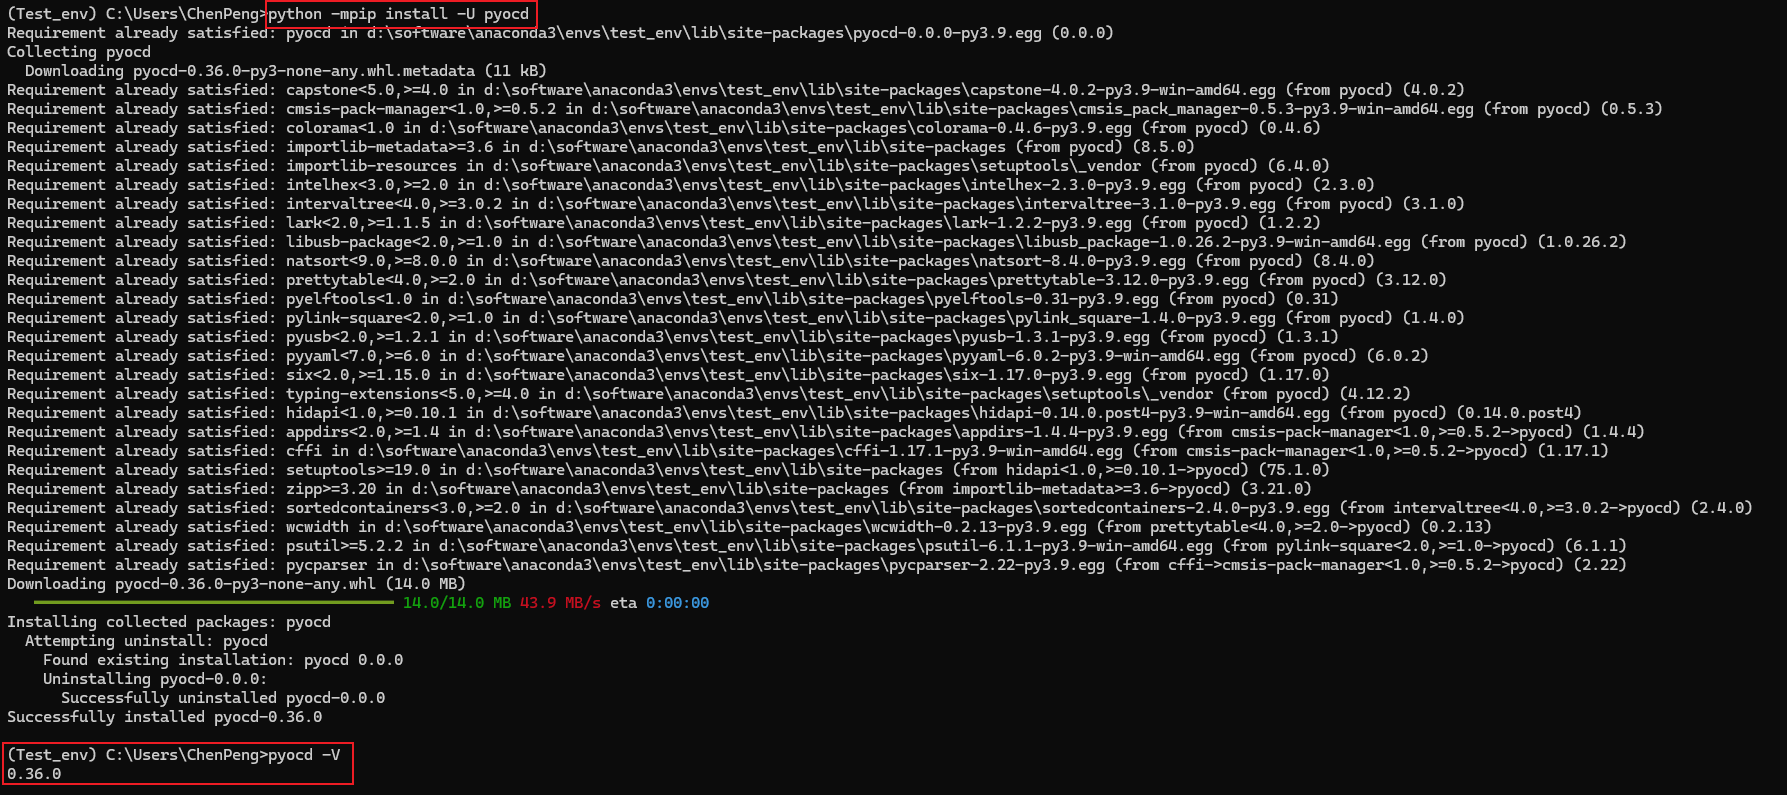 (Test_env) C:\Users\ChenPeng>python -mpip install -U pyocd
Requirement already satisfied: pyocd in d:\software\anaconda3\envs\test_env\lib\site-packages\pyocd-0.0.0-py3.9.egg (0.0.0)
Collecting pyocd
  Downloading pyocd-0.36.0-py3-none-any.whl.metadata (11 kB)
Requirement already satisfied: capstone<5.0,>=4.0 in d:\software\anaconda3\envs\test_env\lib\site-packages\capstone-4.0.2-py3.9-win-amd64.egg (from pyocd) (4.0.2)
Requirement already satisfied: cmsis-pack-manager<1.0,>=0.5.2 in d:\software\anaconda3\envs\test_env\lib\site-packages\cmsis_pack_manager-0.5.3-py3.9-win-amd64.egg (from pyocd) (0.5.3)
Requirement already satisfied: colorama<1.0 in d:\software\anaconda3\envs\test_env\lib\site-packages\colorama-0.4.6-py3.9.egg (from pyocd) (0.4.6)
Requirement already satisfied: importlib-metadata>=3.6 in d:\software\anaconda3\envs\test_env\lib\site-packages (from pyocd) (8.5.0)
Requirement already satisfied: importlib-resources in d:\software\anaconda3\envs\test_env\lib\site-packages\setuptools\_vendor (from pyocd) (6.4.0)
Requirement already satisfied: intelhex<3.0,>=2.0 in d:\software\anaconda3\envs\test_env\lib\site-packages\intelhex-2.3.0-py3.9.egg (from pyocd) (2.3.0)
Requirement already satisfied: intervaltree<4.0,>=3.0.2 in d:\software\anaconda3\envs\test_env\lib\site-packages\intervaltree-3.1.0-py3.9.egg (from pyocd) (3.1.0)
Requirement already satisfied: lark<2.0,>=1.1.5 in d:\software\anaconda3\envs\test_env\lib\site-packages\lark-1.2.2-py3.9.egg (from pyocd) (1.2.2)
Requirement already satisfied: libusb-package<2.0,>=1.0 in d:\software\anaconda3\envs\test_env\lib\site-packages\libusb_package-1.0.26.2-py3.9-win-amd64.egg (from pyocd) (1.0.26.2)
Requirement already satisfied: natsort<9.0,>=8.0.0 in d:\software\anaconda3\envs\test_env\lib\site-packages\natsort-8.4.0-py3.9.egg (from pyocd) (8.4.0)
Requirement already satisfied: prettytable<4.0,>=2.0 in d:\software\anaconda3\envs\test_env\lib\site-packages\prettytable-3.12.0-py3.9.egg (from pyocd) (3.12.0)
Requirement already satisfied: pyelftools<1.0 in d:\software\anaconda3\envs\test_env\lib\site-packages\pyelftools-0.31-py3.9.egg (from pyocd) (0.31)
Requirement already satisfied: pylink-square<2.0,>=1.0 in d:\software\anaconda3\envs\test_env\lib\site-packages\pylink_square-1.4.0-py3.9.egg (from pyocd) (1.4.0)
Requirement already satisfied: pyusb<2.0,>=1.2.1 in d:\software\anaconda3\envs\test_env\lib\site-packages\pyusb-1.3.1-py3.9.egg (from pyocd) (1.3.1)
Requirement already satisfied: pyyaml<7.0,>=6.0 in d:\software\anaconda3\envs\test_env\lib\site-packages\pyyaml-6.0.2-py3.9-win-amd64.egg (from pyocd) (6.0.2)
Requirement already satisfied: six<2.0,>=1.15.0 in d:\software\anaconda3\envs\test_env\lib\site-packages\six-1.17.0-py3.9.egg (from pyocd) (1.17.0)
Requirement already satisfied: typing-extensions<5.0,>=4.0 in d:\software\anaconda3\envs\test_env\lib\site-packages\setuptools\_vendor (from pyocd) (4.12.2)
Requirement already satisfied: hidapi<1.0,>=0.10.1 in d:\software\anaconda3\envs\test_env\lib\site-packages\hidapi-0.14.0.post4-py3.9-win-amd64.egg (from pyocd) (0.14.0.post4)
Requirement already satisfied: appdirs<2.0,>=1.4 in d:\software\anaconda3\envs\test_env\lib\site-packages\appdirs-1.4.4-py3.9.egg (from cmsis-pack-manager<1.0,>=0.5.2->pyocd) (1.4.4)
Requirement already satisfied: cffi in d:\software\anaconda3\envs\test_env\lib\site-packages\cffi-1.17.1-py3.9-win-amd64.egg (from cmsis-pack-manager<1.0,>=0.5.2->pyocd) (1.17.1)
Requirement already satisfied: setuptools>=19.0 in d:\software\anaconda3\envs\test_env\lib\site-packages (from hidapi<1.0,>=0.10.1->pyocd) (75.1.0)
Requirement already satisfied: zipp>=3.20 in d:\software\anaconda3\envs\test_env\lib\site-packages (from importlib-metadata>=3.6->pyocd) (3.21.0)
Requirement already satisfied: sortedcontainers<3.0,>=2.0 in d:\software\anaconda3\envs\test_env\lib\site-packages\sortedcontainers-2.4.0-py3.9.egg (from intervaltree<4.0,>=3.0.2->pyocd) (2.4.0)
Requirement already satisfied: wcwidth in d:\software\anaconda3\envs\test_env\lib\site-packages\wcwidth-0.2.13-py3.9.egg (from prettytable<4.0,>=2.0->pyocd) (0.2.13)
Requirement already satisfied: psutil>=5.2.2 in d:\software\anaconda3\envs\test_env\lib\site-packages\psutil-6.1.1-py3.9-win-amd64.egg (from pylink-square<2.0,>=1.0->pyocd) (6.1.1)
Requirement already satisfied: pycparser in d:\software\anaconda3\envs\test_env\lib\site-packages\pycparser-2.22-py3.9.egg (from cffi->cmsis-pack-manager<1.0,>=0.5.2->pyocd) (2.22)
Downloading pyocd-0.36.0-py3-none-any.whl (14.0 MB)
14.0/14.0 MB 43.9 MB/s eta 0:00:00
Installing collected packages: pyocd
  Attempting uninstall: pyocd
    Found existing installation: pyocd 0.0.0
    Uninstalling pyocd-0.0.0:
      Successfully uninstalled pyocd-0.0.0
Successfully installed pyocd-0.36.0
(Test_env) C:\Users\ChenPeng>pyocd -V
0.36.0